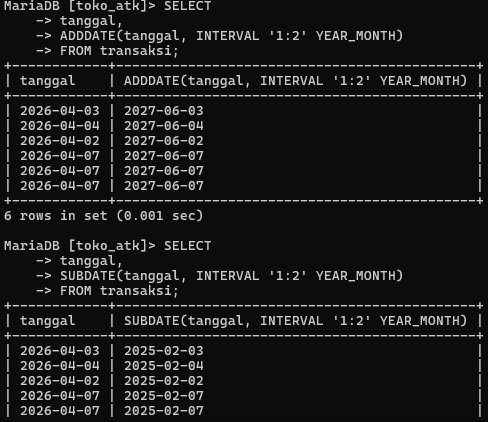 MariaDB [toko_atk]> SELECT
    -> tanggal,
    -> ADDDATE(tanggal, INTERVAL '1:2' YEAR_MONTH)
    -> FROM transaksi;
+------------+---------------------------------------------+
| tanggal    | ADDDATE(tanggal, INTERVAL '1:2' YEAR_MONTH) |
+------------+---------------------------------------------+
| 2026-04-03 | 2027-06-03                                  |
| 2026-04-04 | 2027-06-04                                  |
| 2026-04-02 | 2027-06-02                                  |
| 2026-04-07 | 2027-06-07                                  |
| 2026-04-07 | 2027-06-07                                  |
| 2026-04-07 | 2027-06-07                                  |
+------------+---------------------------------------------+
6 rows in set (0.001 sec)

MariaDB [toko_atk]> SELECT
    -> tanggal,
    -> SUBDATE(tanggal, INTERVAL '1:2' YEAR_MONTH)
    -> FROM transaksi;
+------------+---------------------------------------------+
| tanggal    | SUBDATE(tanggal, INTERVAL '1:2' YEAR_MONTH) |
+------------+---------------------------------------------+
| 2026-04-03 | 2025-02-03                                  |
| 2026-04-04 | 2025-02-04                                  |
| 2026-04-02 | 2025-02-02                                  |
| 2026-04-07 | 2025-02-07                                  |
| 2026-04-07 | 2025-02-07                                  |